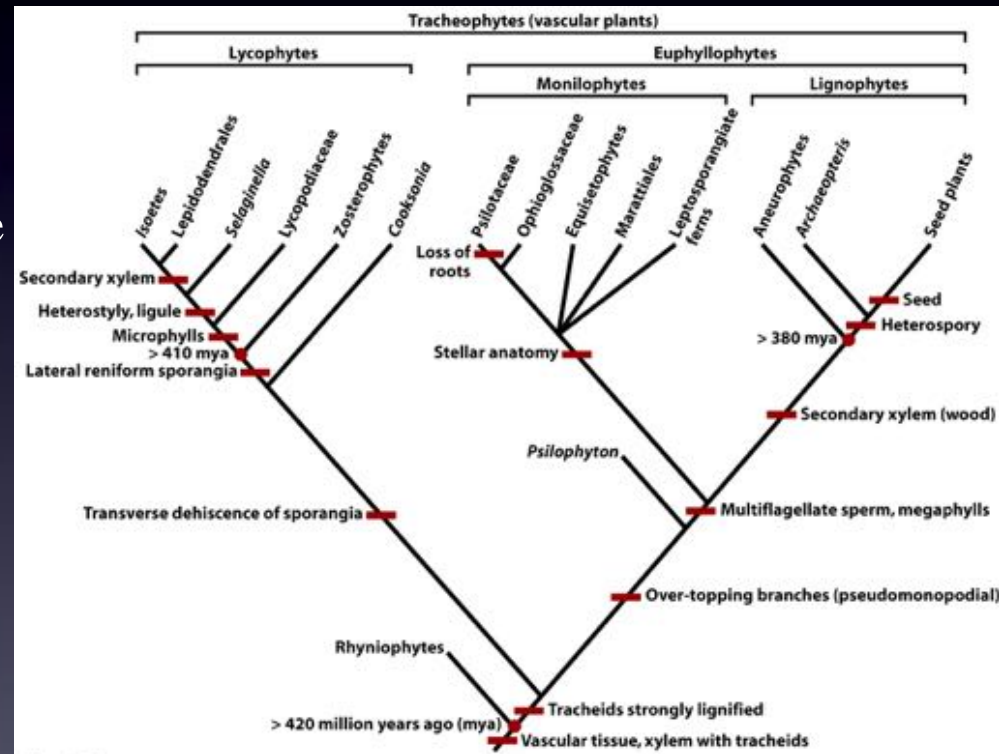 Tracheophytes (vascular plants)
Lycophytes
Euphyllophytes
Monilophytes
Lignophytes
Isoetes
Lepidodendrales
Selaginella
Lycopodiaceae
Zosterophytes
Cooksonia
Psilotaceae
Ophioglossaceae
Equisetophytes
Marattiales
Leptosporangiate
ferns
Aneurophytes
Archaeopteris
Seed plants
e
Loss of
roots
Secondary xylem
Seed
Heterostyly, ligule
Heterospory
Microphylls
> 380 mya
> 410 mya
Stellar anatomy
Lateral reniform sporangia
Secondary xylem (wood)
Psilophyton
Transverse dehiscence of sporangia
Multiflagellate sperm, megaphylls
Over-topping branches (pseudomonopodial)
Rhyniophytes
Tracheids strongly lignified
> 420 million years ago (mya)
Vascular tissue, xylem with tracheids